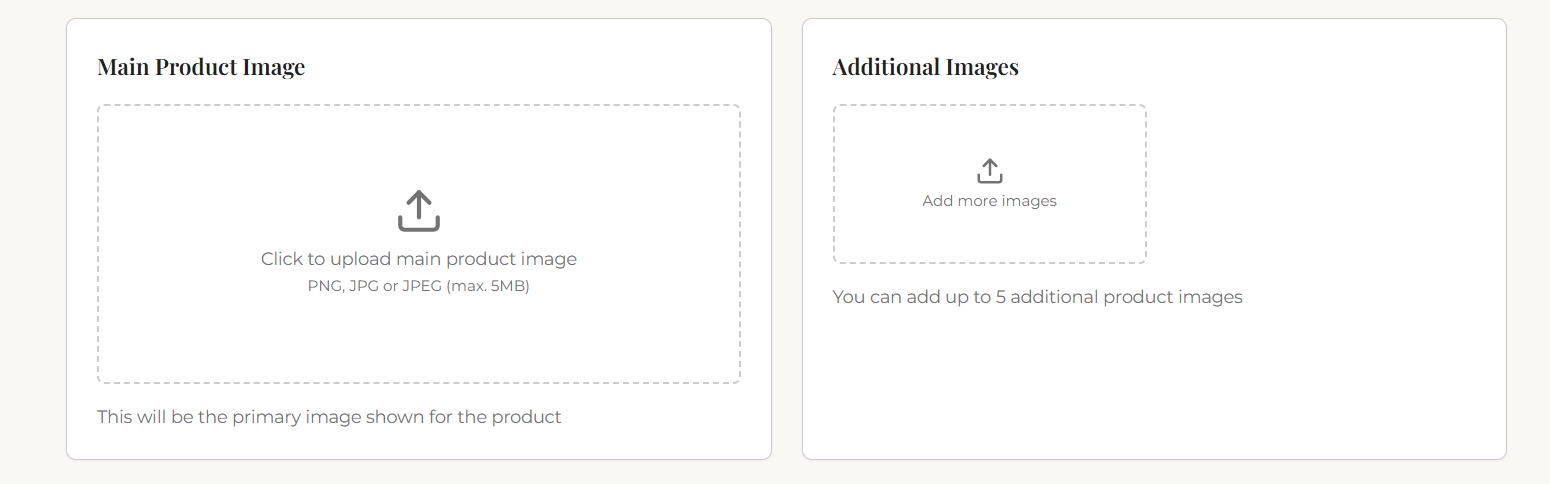 Main Product Image
Click to upload main product image
PNG, JPG or JPEG (max. 5MB)
This will be the primary image shown for the product
Additional Images
Add more images
You can add up to 5 additional product images